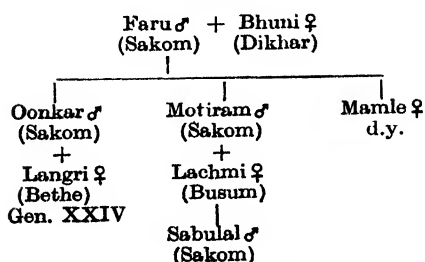 Faru♂ + Bhuni♀
(Sakom) (Dikhar)
Oonkar♂ Motiram♂ Mamle♀
(Sakom) (Sakom) d.y.
+ +
Langri♀ Lachmi♀
(Bethe) (Busum)
Gen. XXIV
Sabulal♂
(Sakom)